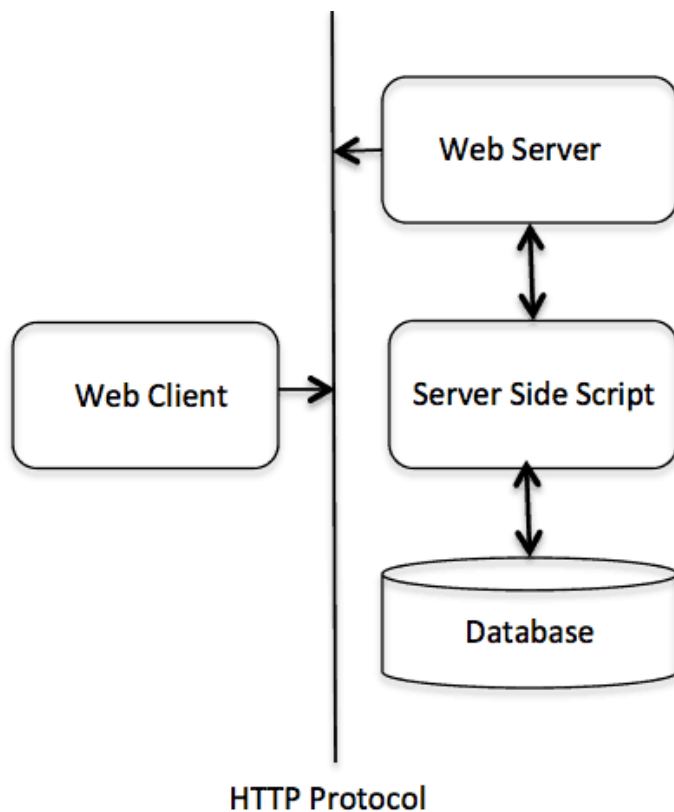 Web Server
Web Client
Server Side Script
Database
HTTP Protocol